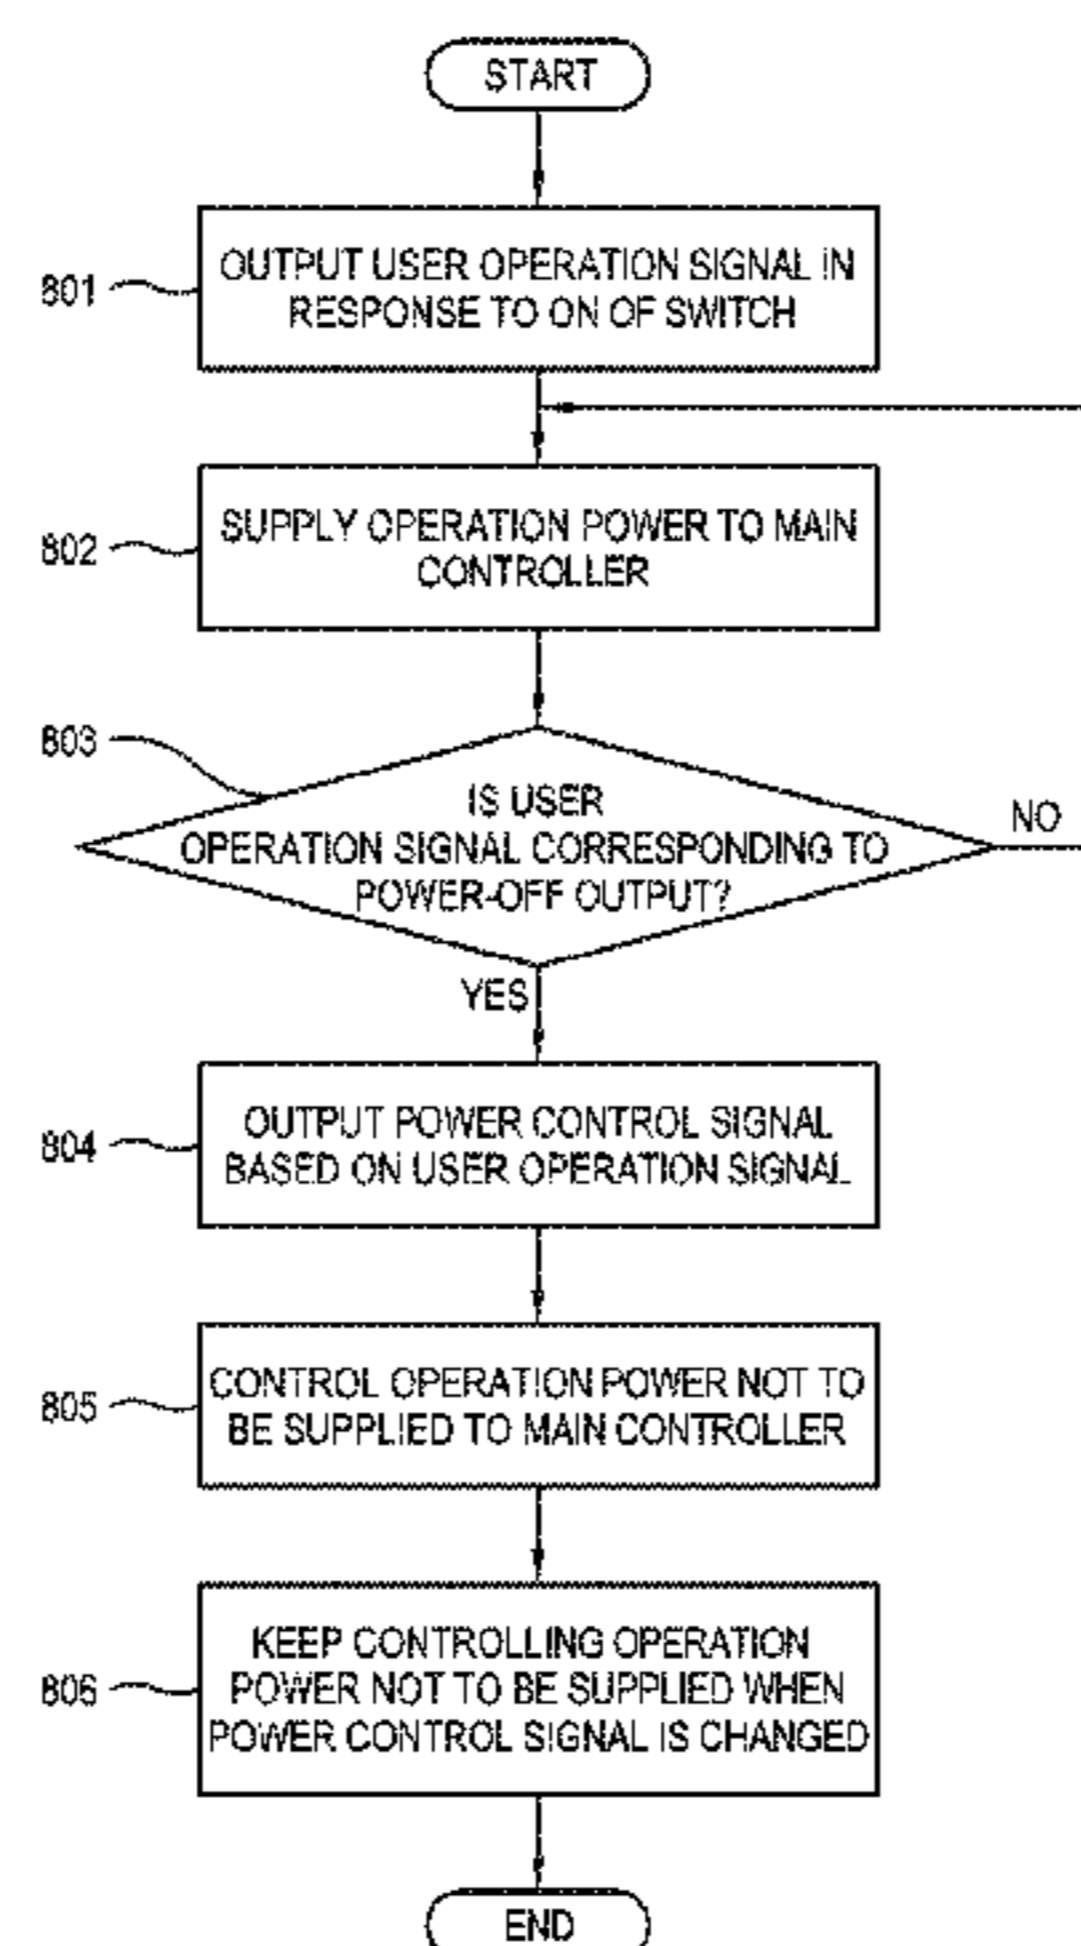 START
801
OUTPUT USER OPERATION SIGNAL IN
RESPONSE TO ON OF SWITCH
802
SUPPLY OPERATION POWER TO MAIN
CONTROLLER
803
IS USER
OPERATION SIGNAL CORRESPONDING TO
POWER-OFF OUTPUT?
NO
YES
804
OUTPUT POWER CONTROL SIGNAL
BASED ON USER OPERATION SIGNAL
805
CONTROL OPERATION POWER NOT TO
BE SUPPLIED TO MAIN CONTROLLER
806
KEEP CONTROLLING OPERATION
POWER NOT TO BE SUPPLIED WHEN
POWER CONTROL SIGNAL IS CHANGED
END